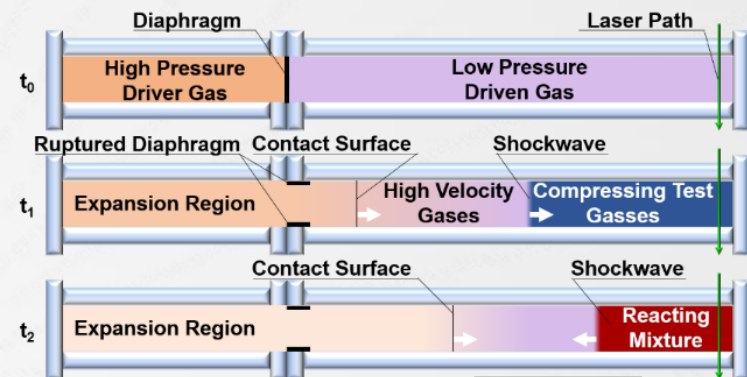 Diaphragm
Laser Path
t0
High Pressure
Driver Gas
Low Pressure
Driven Gas
Ruptured Diaphragm
Contact Surface
Shockwave
t1
Expansion Region
High Velocity
Gases
Compressing Test
Gasses
Contact Surface
Shockwave
t2
Expansion Region
Reacting
Mixture